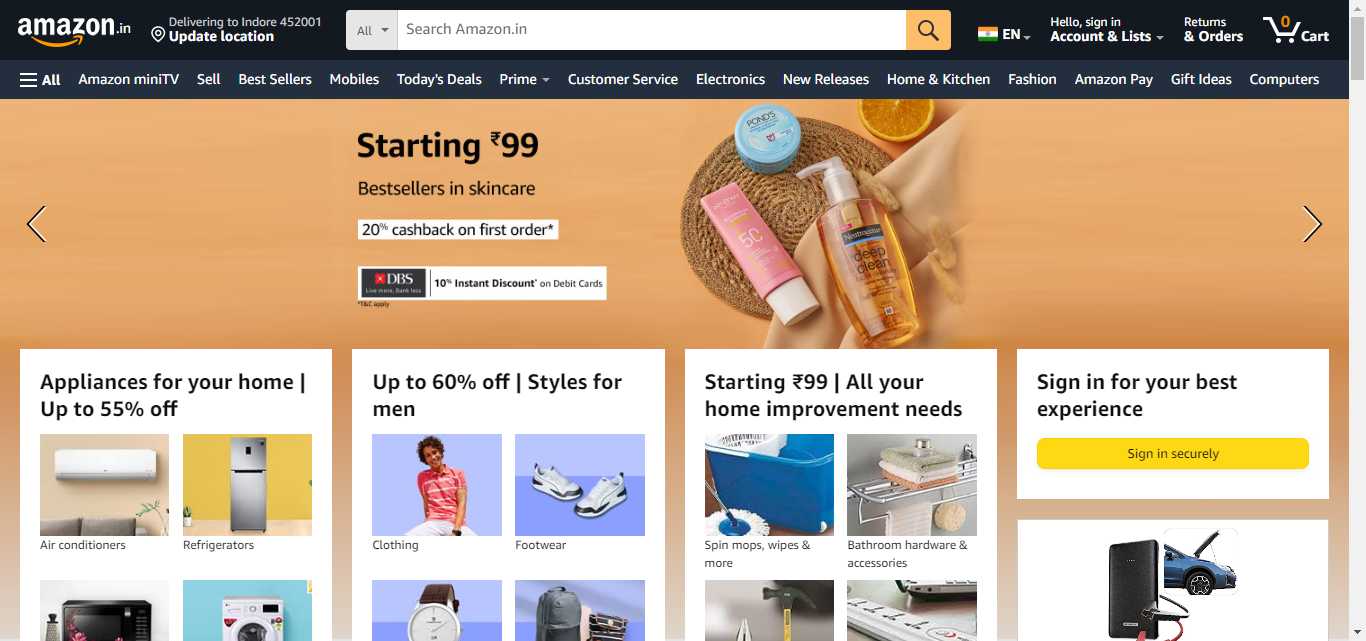 amazon.in
Delivering to Indore 452001
Update location
All
Search Amazon.in
EN
Hello, sign in
Account & Lists
Returns
& Orders
0
Cart
All
Amazon miniTV
Sell
Best Sellers
Mobiles
Today's Deals
Prime
Customer Service
Electronics
New Releases
Home & Kitchen
Fashion
Amazon Pay
Gift Ideas
Computers
Starting ₹99
Bestsellers in skincare
20% cashback on first order*
DBS
Live more, Bank less
10% Instant Discount* on Debit Cards
*T&C apply
POND'S
5C
Neutrogena
deep
clean
Appliances for your home |
Up to 55% off
Air conditioners
Refrigerators
Up to 60% off | Styles for
men
Clothing
Footwear
Starting ₹99 | All your
home improvement needs
Spin mops, wipes &
more
Bathroom hardware &
accessories
Sign in for your best
experience
Sign in securely